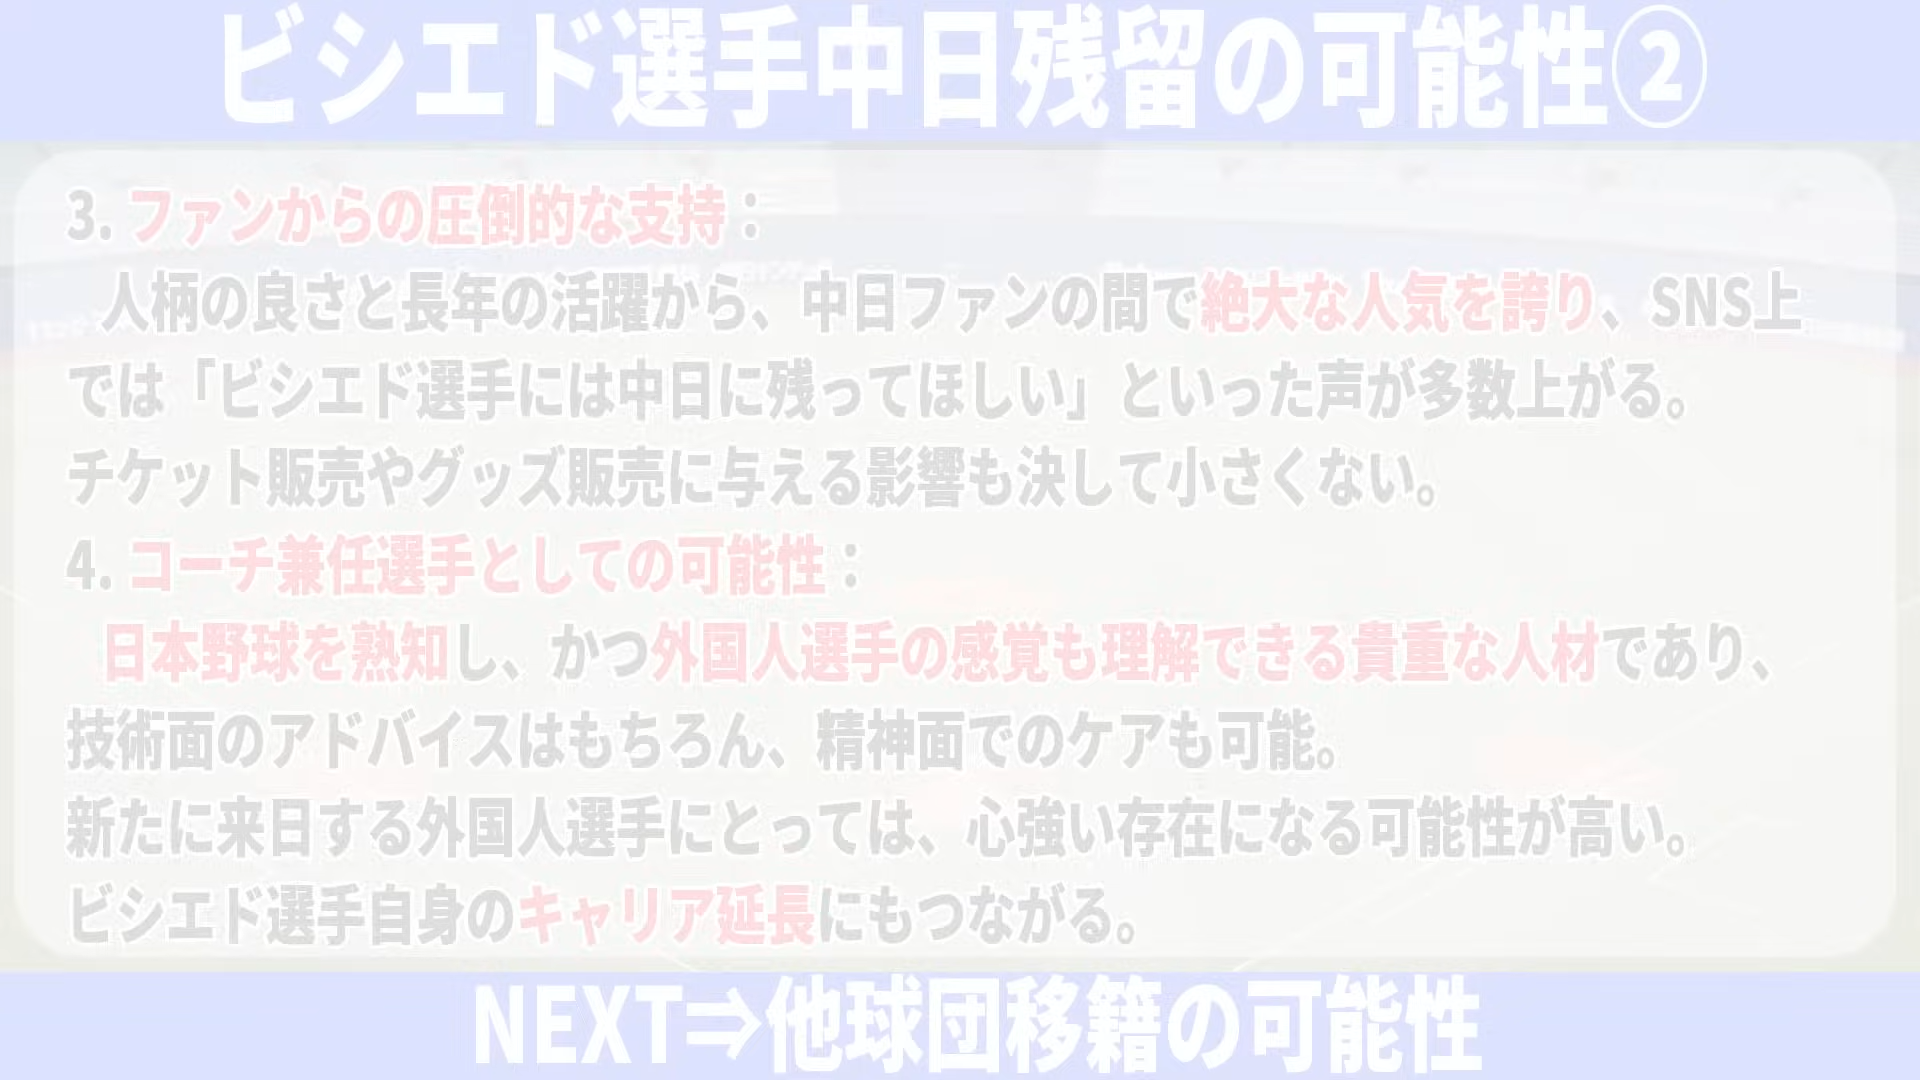 ビシエド選手中日残留の可能性②
3. ファンからの圧倒的な支持：
人柄の良さと長年の活躍から、中日ファンの間で絶大な人気を誇り、SNS上
では「ビシエド選手には中日に残ってほしい」といった声が多数上がる。
チケット販売やグッズ販売に与える影響も決して小さくない。
4. コーチ兼任選手としての可能性：
日本野球を熟知し、かつ外国人選手の感覚も理解できる貴重な人材であり、
技術面のアドバイスはもちろん、精神面でのケアも可能。
新たに来日する外国人選手にとっては、心強い存在になる可能性が高い。
ビシエド選手自身のキャリア延長にもつながる。
NEXT⇒他球団移籍の可能性